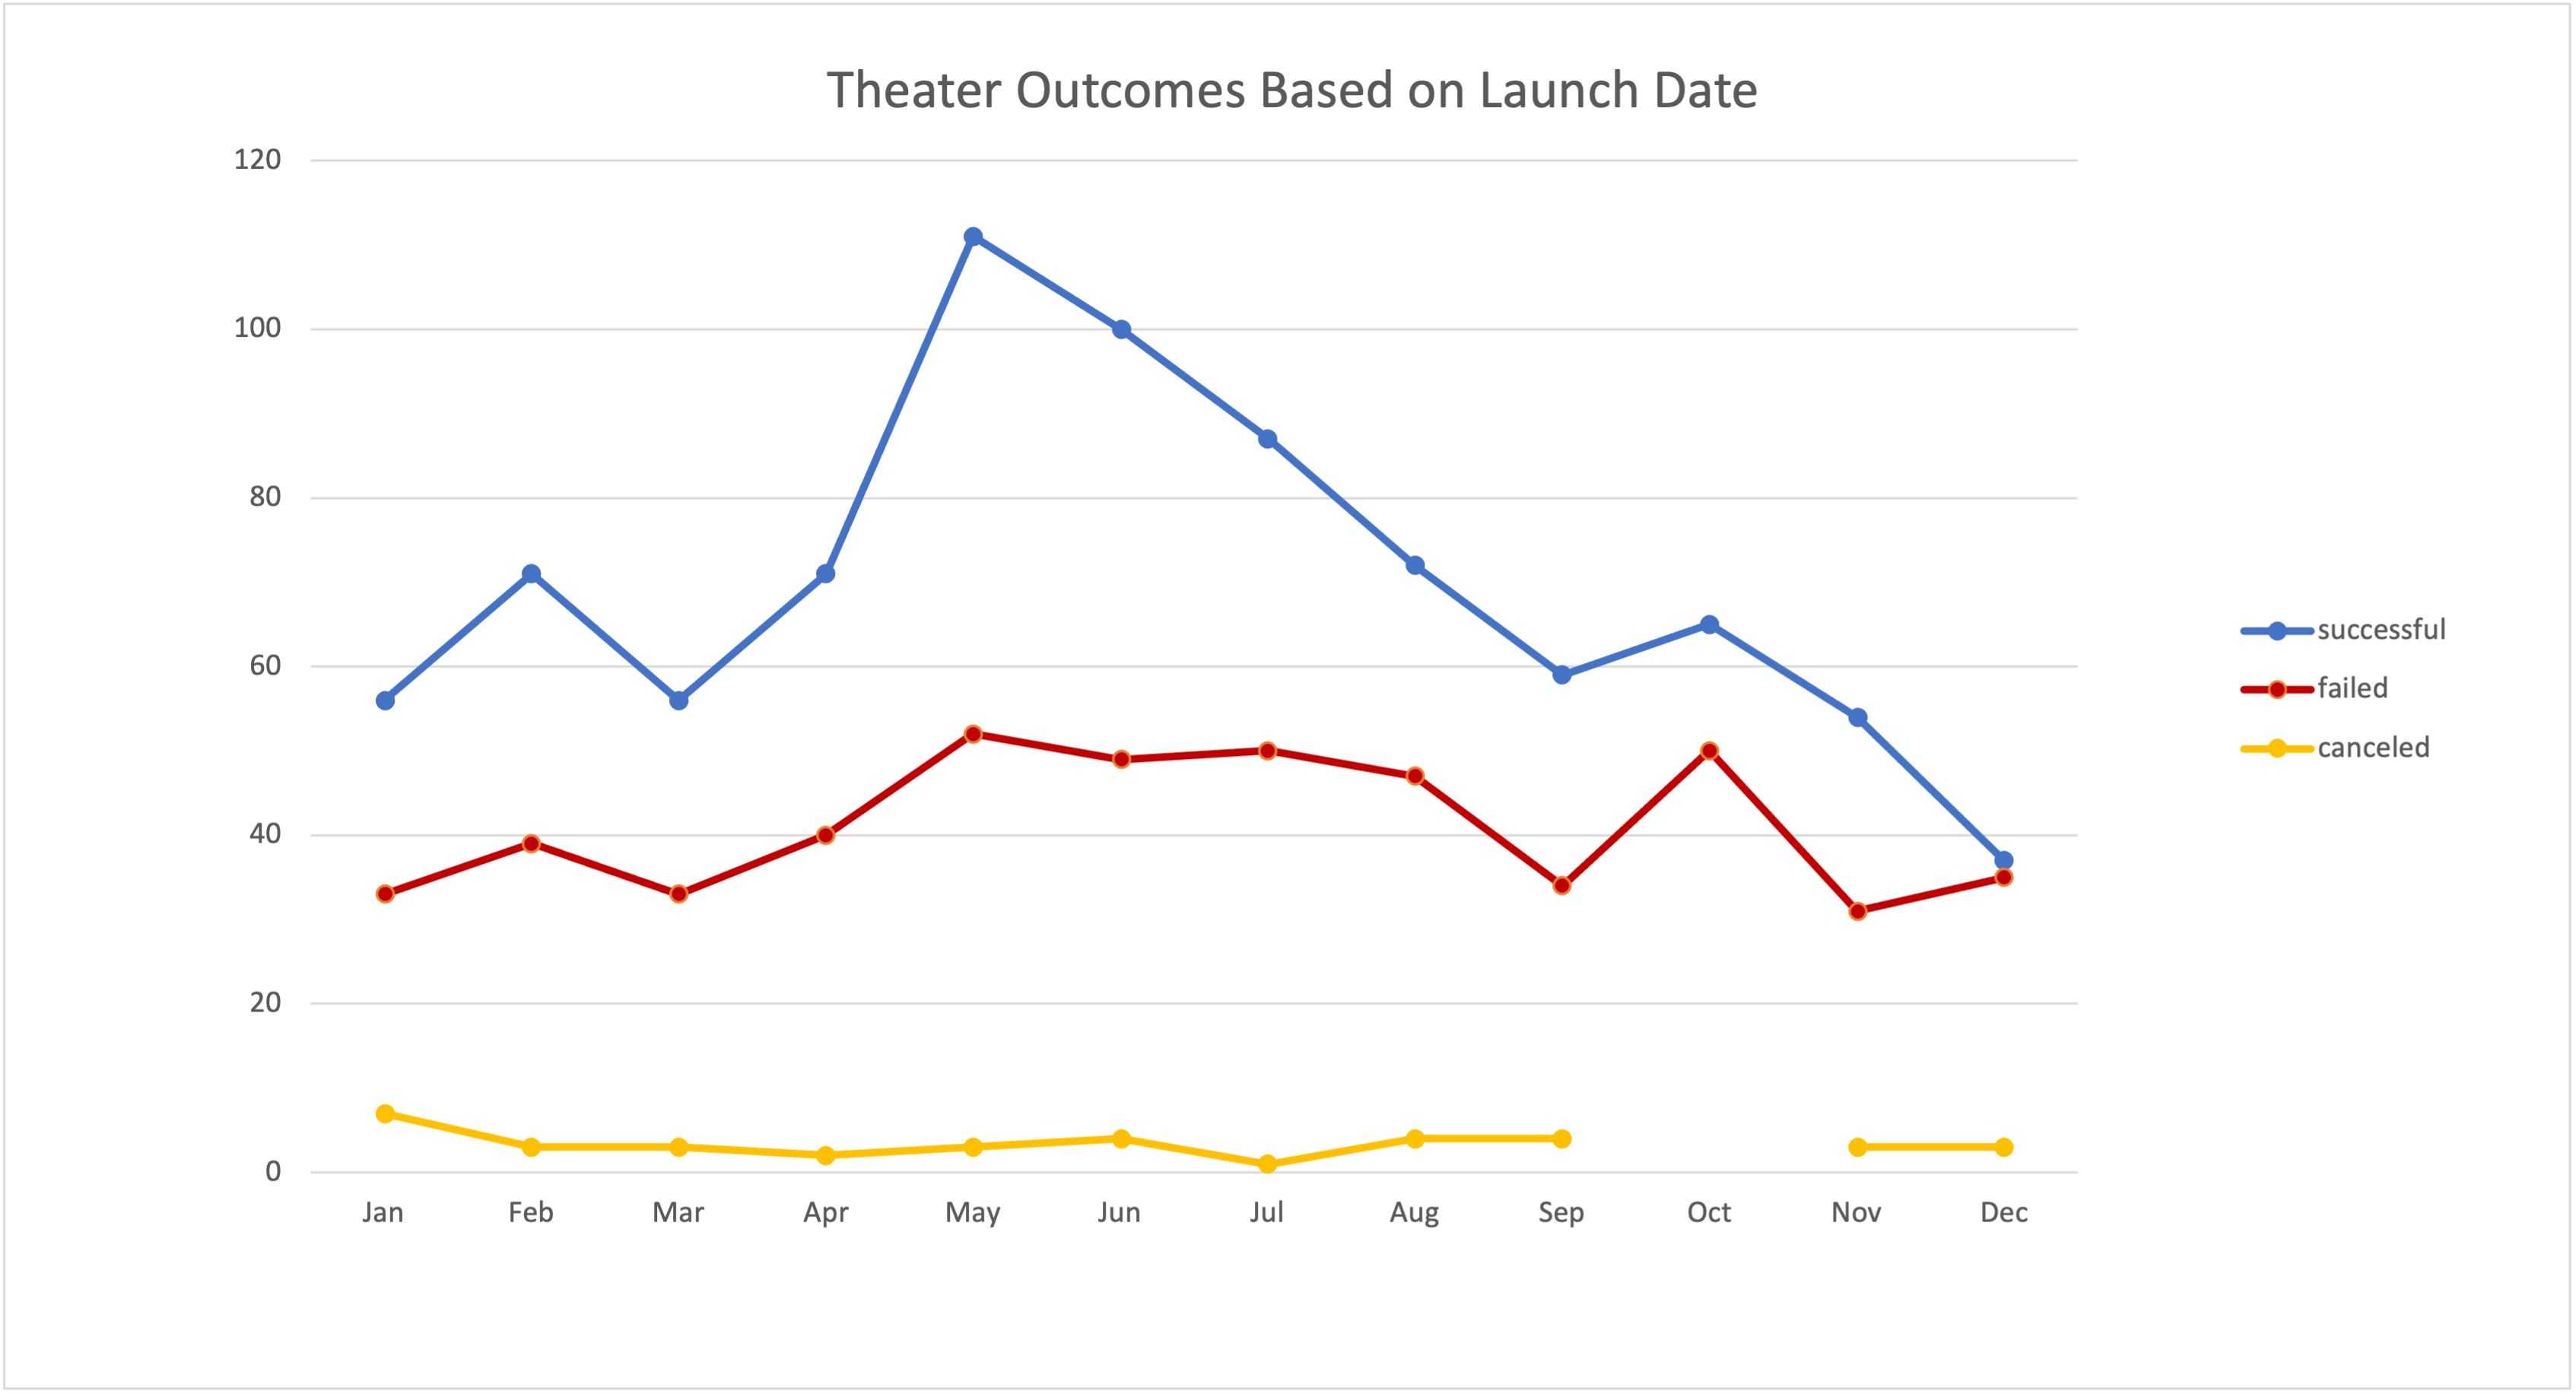 Theater Outcomes Based on Launch Date
120
100
80
60
40
20
0
Jan Feb Mar Apr May Jun Jul Aug Sep Oct Nov Dec
successful
failed
canceled